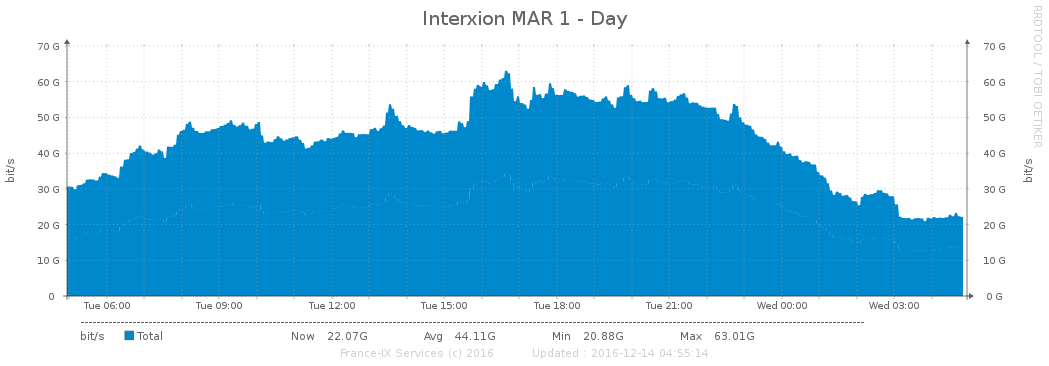 Interxion MAR 1 - Day
RRDTOOL / TOBI OETIKER
bit/s
bit/s
70 G 70 G
60 G 60 G
50 G 50 G
40 G 40 G
30 G 30 G
20 G 20 G
10 G 10 G
0 0 G
Tue 06:00 Tue 09:00 Tue 12:00 Tue 15:00 Tue 18:00 Tue 21:00 Wed 00:00 Wed 03:00
bit/s Total Now 22.07G Avg 44.11G Min 20.88G Max 63.01G
France-IX Services (c) 2016 Updated : 2016-12-14 04:55:14